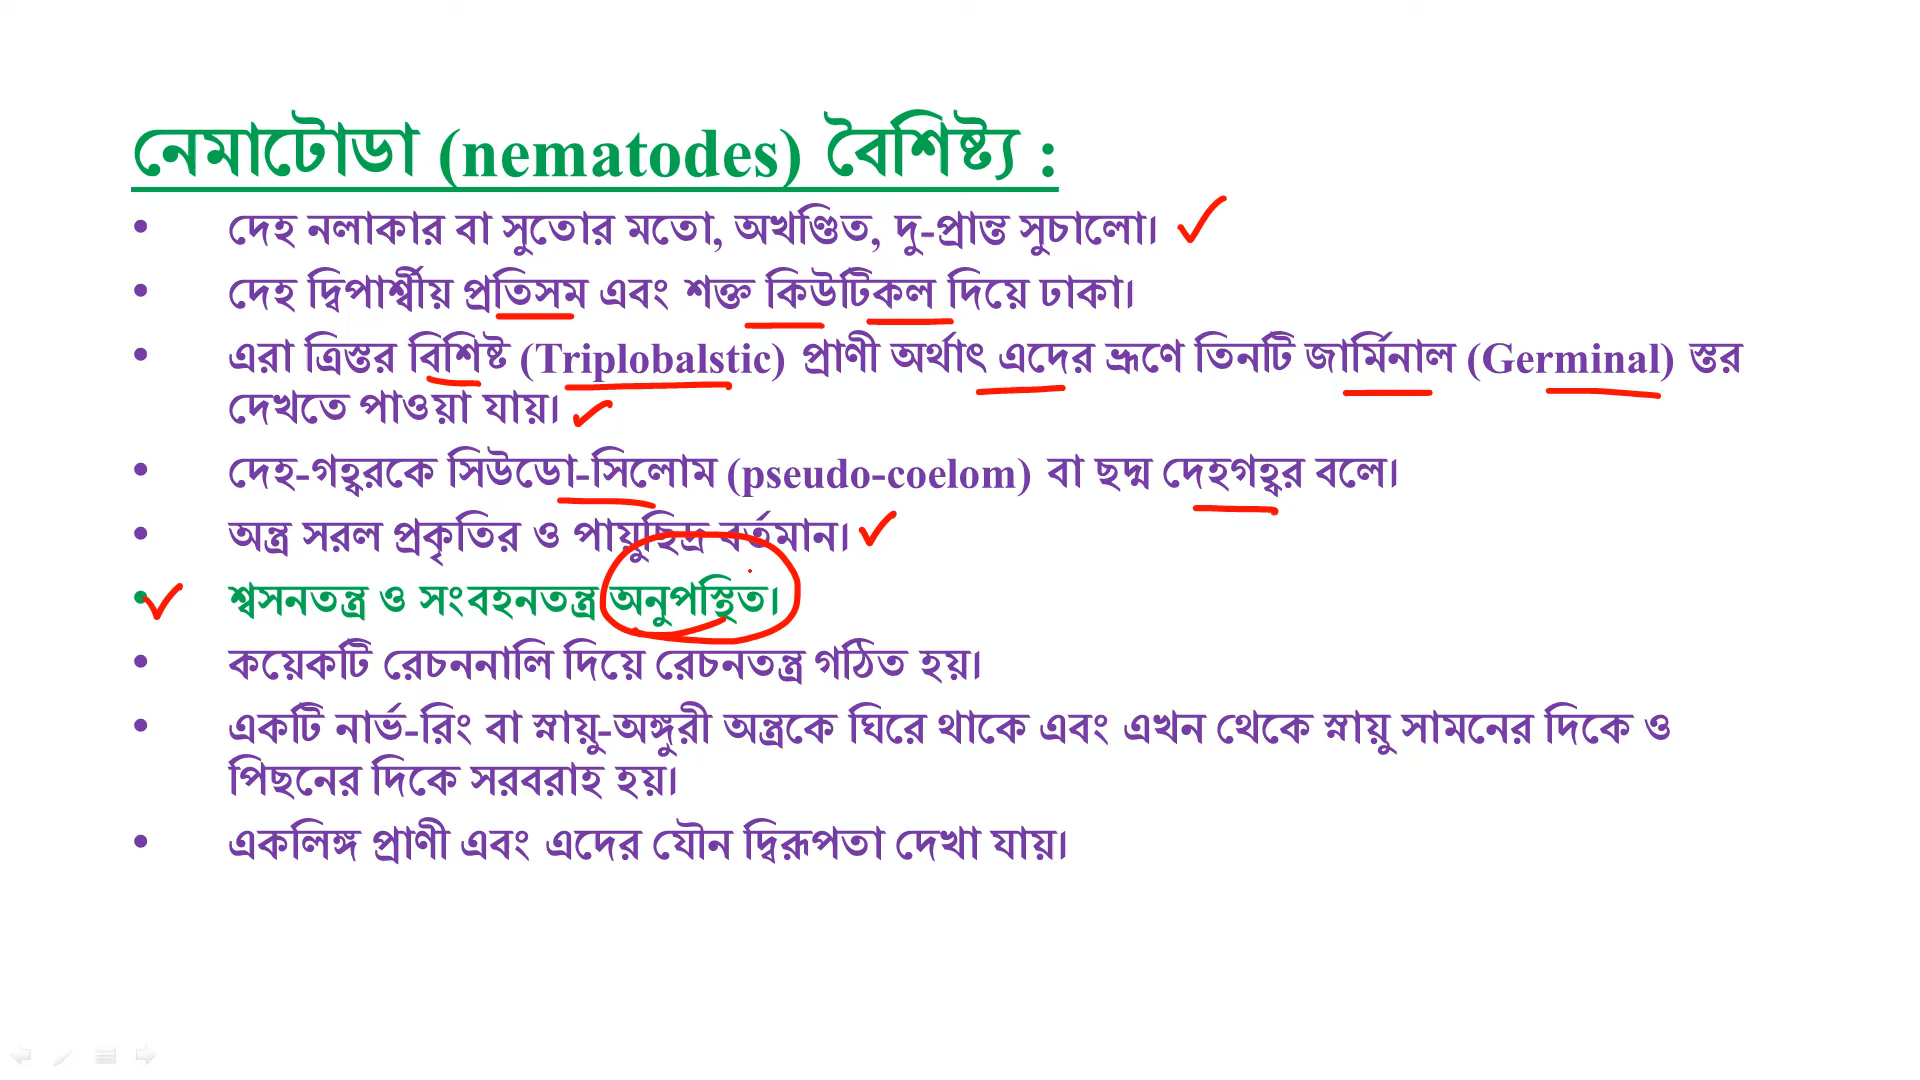 নেমাটোডা (nematodes) বৈশিষ্ট্য :
• দেহ নলাকার বা সুতোর মতো, অখণ্ডিত, দু-প্রান্ত সুচালো।
• দেহ দ্বিপার্শ্বীয় প্রতিসম এবং শক্ত কিউটিকল দিয়ে ঢাকা।
• এরা ত্রিস্তর বিশিষ্ট (Triplobalstic) প্রাণী অর্থাৎ এদের ভ্রূণে তিনটি জার্মিনাল (Germinal) স্তর
দেখতে পাওয়া যায়।
• দেহ-গহ্বরকে সিউডো-সিলোম (pseudo-coelom) বা ছদ্ম দেহগহ্বর বলে।
• অন্ত্র সরল প্রকৃতির ও পায়ুছিদ্র বর্তমান।
• শ্বসনতন্ত্র ও সংবহনতন্ত্র অনুপস্থিত।
• কয়েকটি রেচননালি দিয়ে রেচনতন্ত্র গঠিত হয়।
• একটি নার্ভ-রিং বা স্নায়ু-অঙ্গুরী অন্ত্রকে ঘিরে থাকে এবং এখন থেকে স্নায়ু সামনের দিকে ও
পিছনের দিকে সরবরাহ হয়।
• একলিঙ্গ প্রাণী এবং এদের যৌন দ্বিরূপতা দেখা যায়।